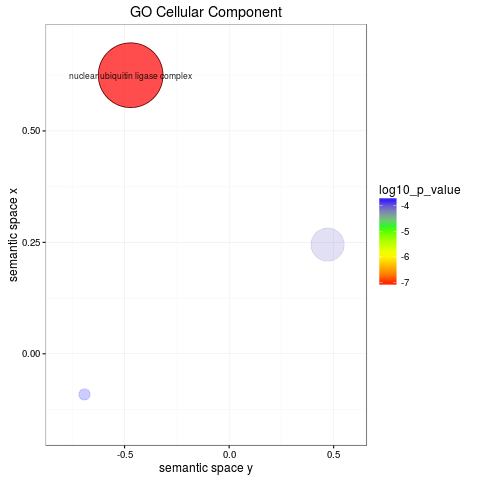 GO Cellular Component
nuclear ubiquitin ligase complex
0.50
0.25
0.00
semantic space x
-0.5
0.0
0.5
semantic space y
log10_p_value
-4
-5
-6
-7